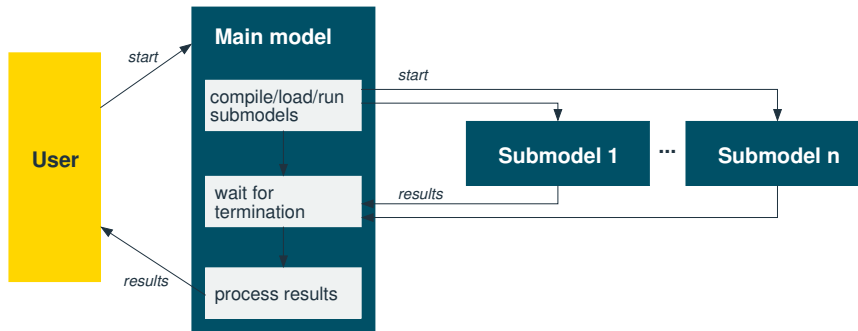 Main model
start
start
compile/load/run
submodels
User
Submodel 1
...
Submodel n
wait for
termination
results
results
process results